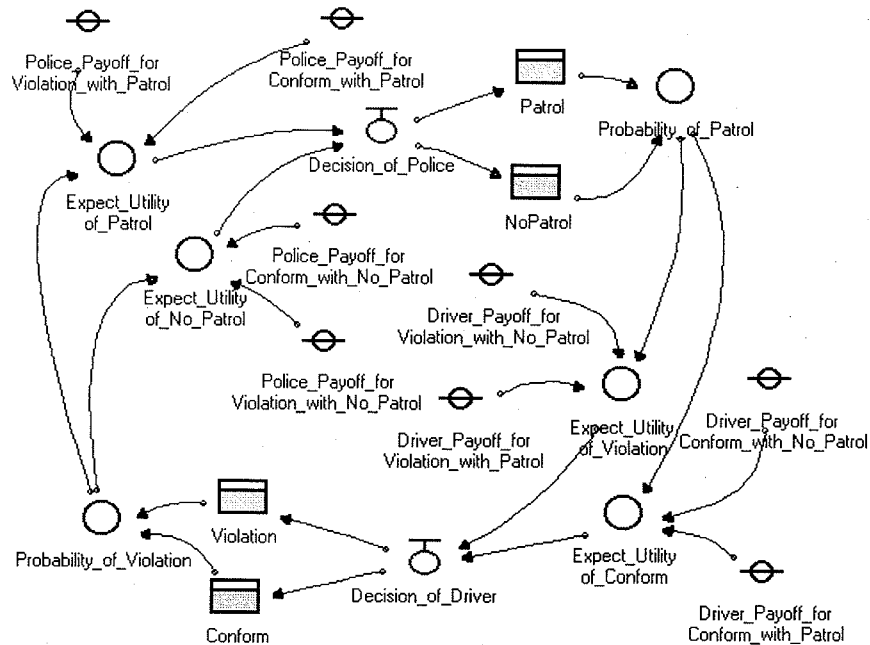 Police_Payoff_for
Violation_with_Patrol
Police_Payoff_for
Conform_with_Patrol
Patrol
Probability_of_Patrol
Decision_of_Police
Expect_Utility
of_Patrol
NoPatrol
Police_Payoff_for
Conform_with_No_Patrol
Expect_Utility
of_No_Patrol
Driver_Payoff_for
Violation_with_No_Patrol
Police_Payoff_for
Violation_with_No_Patrol
Driver_Payoff_for
Violation_with_Patrol
Expect_Utility
of_Violation
Driver_Payoff_for
Conform_with_No_Patrol
Violation
Probability_of_Violation
Expect_Utility
of_Conform
Decision_of_Driver
Conform
Driver_Payoff_for
Conform_with_Patrol